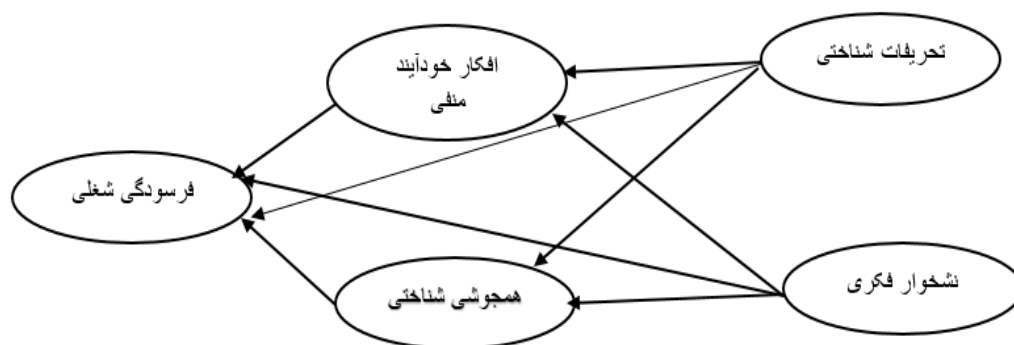 تحریفات شناختی
افکار خودآیند
منفی
فرسودگی شغلی
همجوشی شناختی
نشخوار فکری